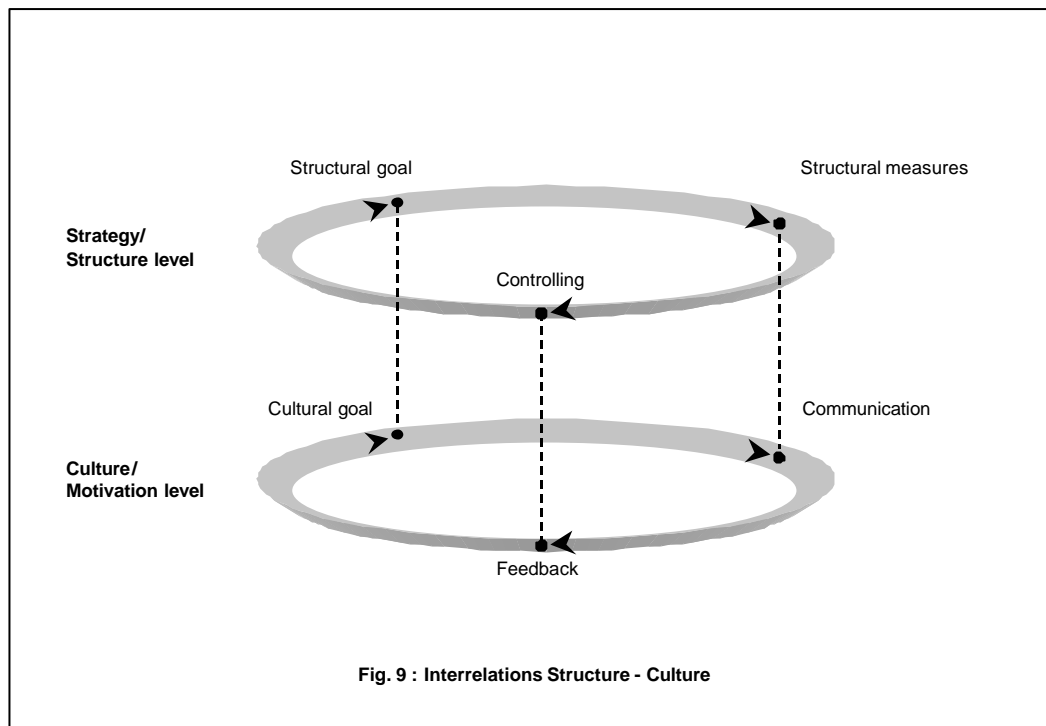 Structural goal
Structural measures
Strategy/
Structure level
Controlling
Cultural goal
Communication
Culture/
Motivation level
Feedback
Fig. 9 : Interrelations Structure - Culture